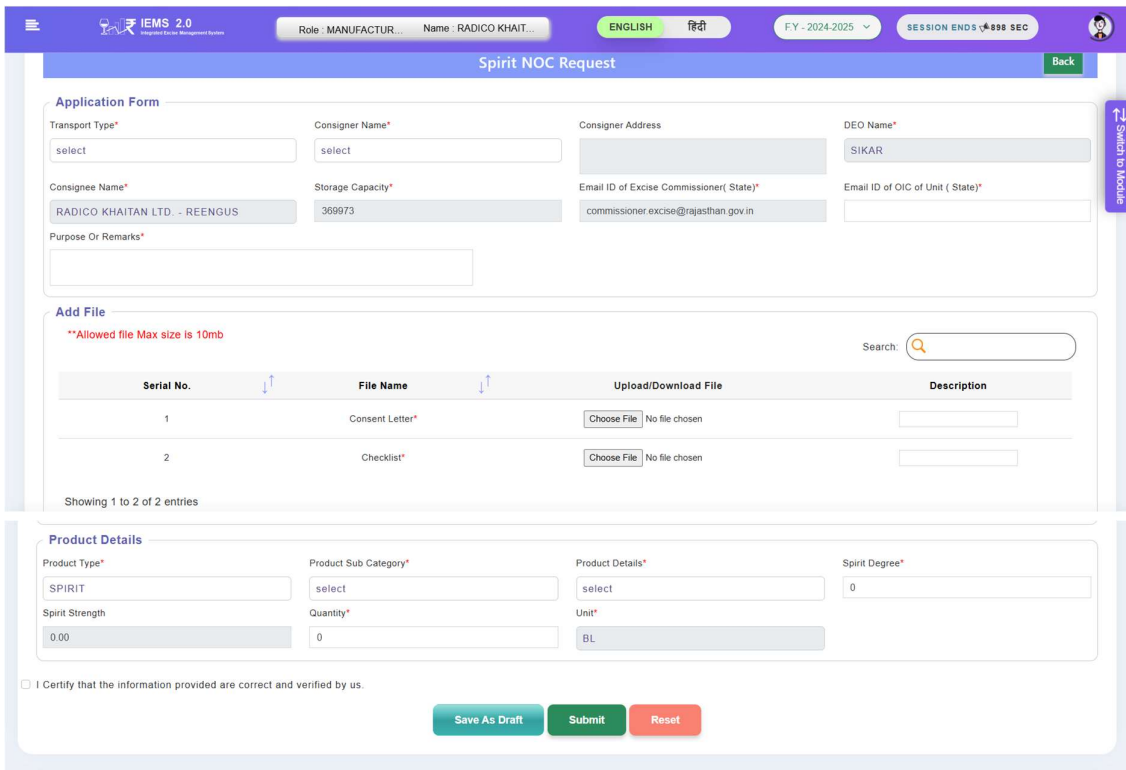 IEMS 2.0
Integrated Excise Management System
Role : MANUFACTUR... Name : RADICO KHAIT...
ENGLISH हिंदी
F.Y - 2024-2025
SESSION ENDS 898 SEC
Spirit NOC Request
Back
Switch to Module
Application Form
Transport Type* Consigner Name* Consigner Address DEO Name*
select select SIKAR
Consignee Name* Storage Capacity* Email ID of Excise Commissioner( State)* Email ID of OIC of Unit ( State)*
RADICO KHAITAN LTD. - REENGUS 369973 commissioner.excise@rajasthan.gov.in
Purpose Or Remarks*
Add File
**Allowed file Max size is 10mb
Search:
Serial No. File Name Upload/Download File Description
1 Consent Letter* Choose File No file chosen
2 Checklist* Choose File No file chosen
Showing 1 to 2 of 2 entries
Product Details
Product Type* Product Sub Category* Product Details* Spirit Degree*
SPIRIT select select 0
Spirit Strength Quantity* Unit*
0.00 0 BL
I Certify that the information provided are correct and verified by us.
Save As Draft Submit Reset